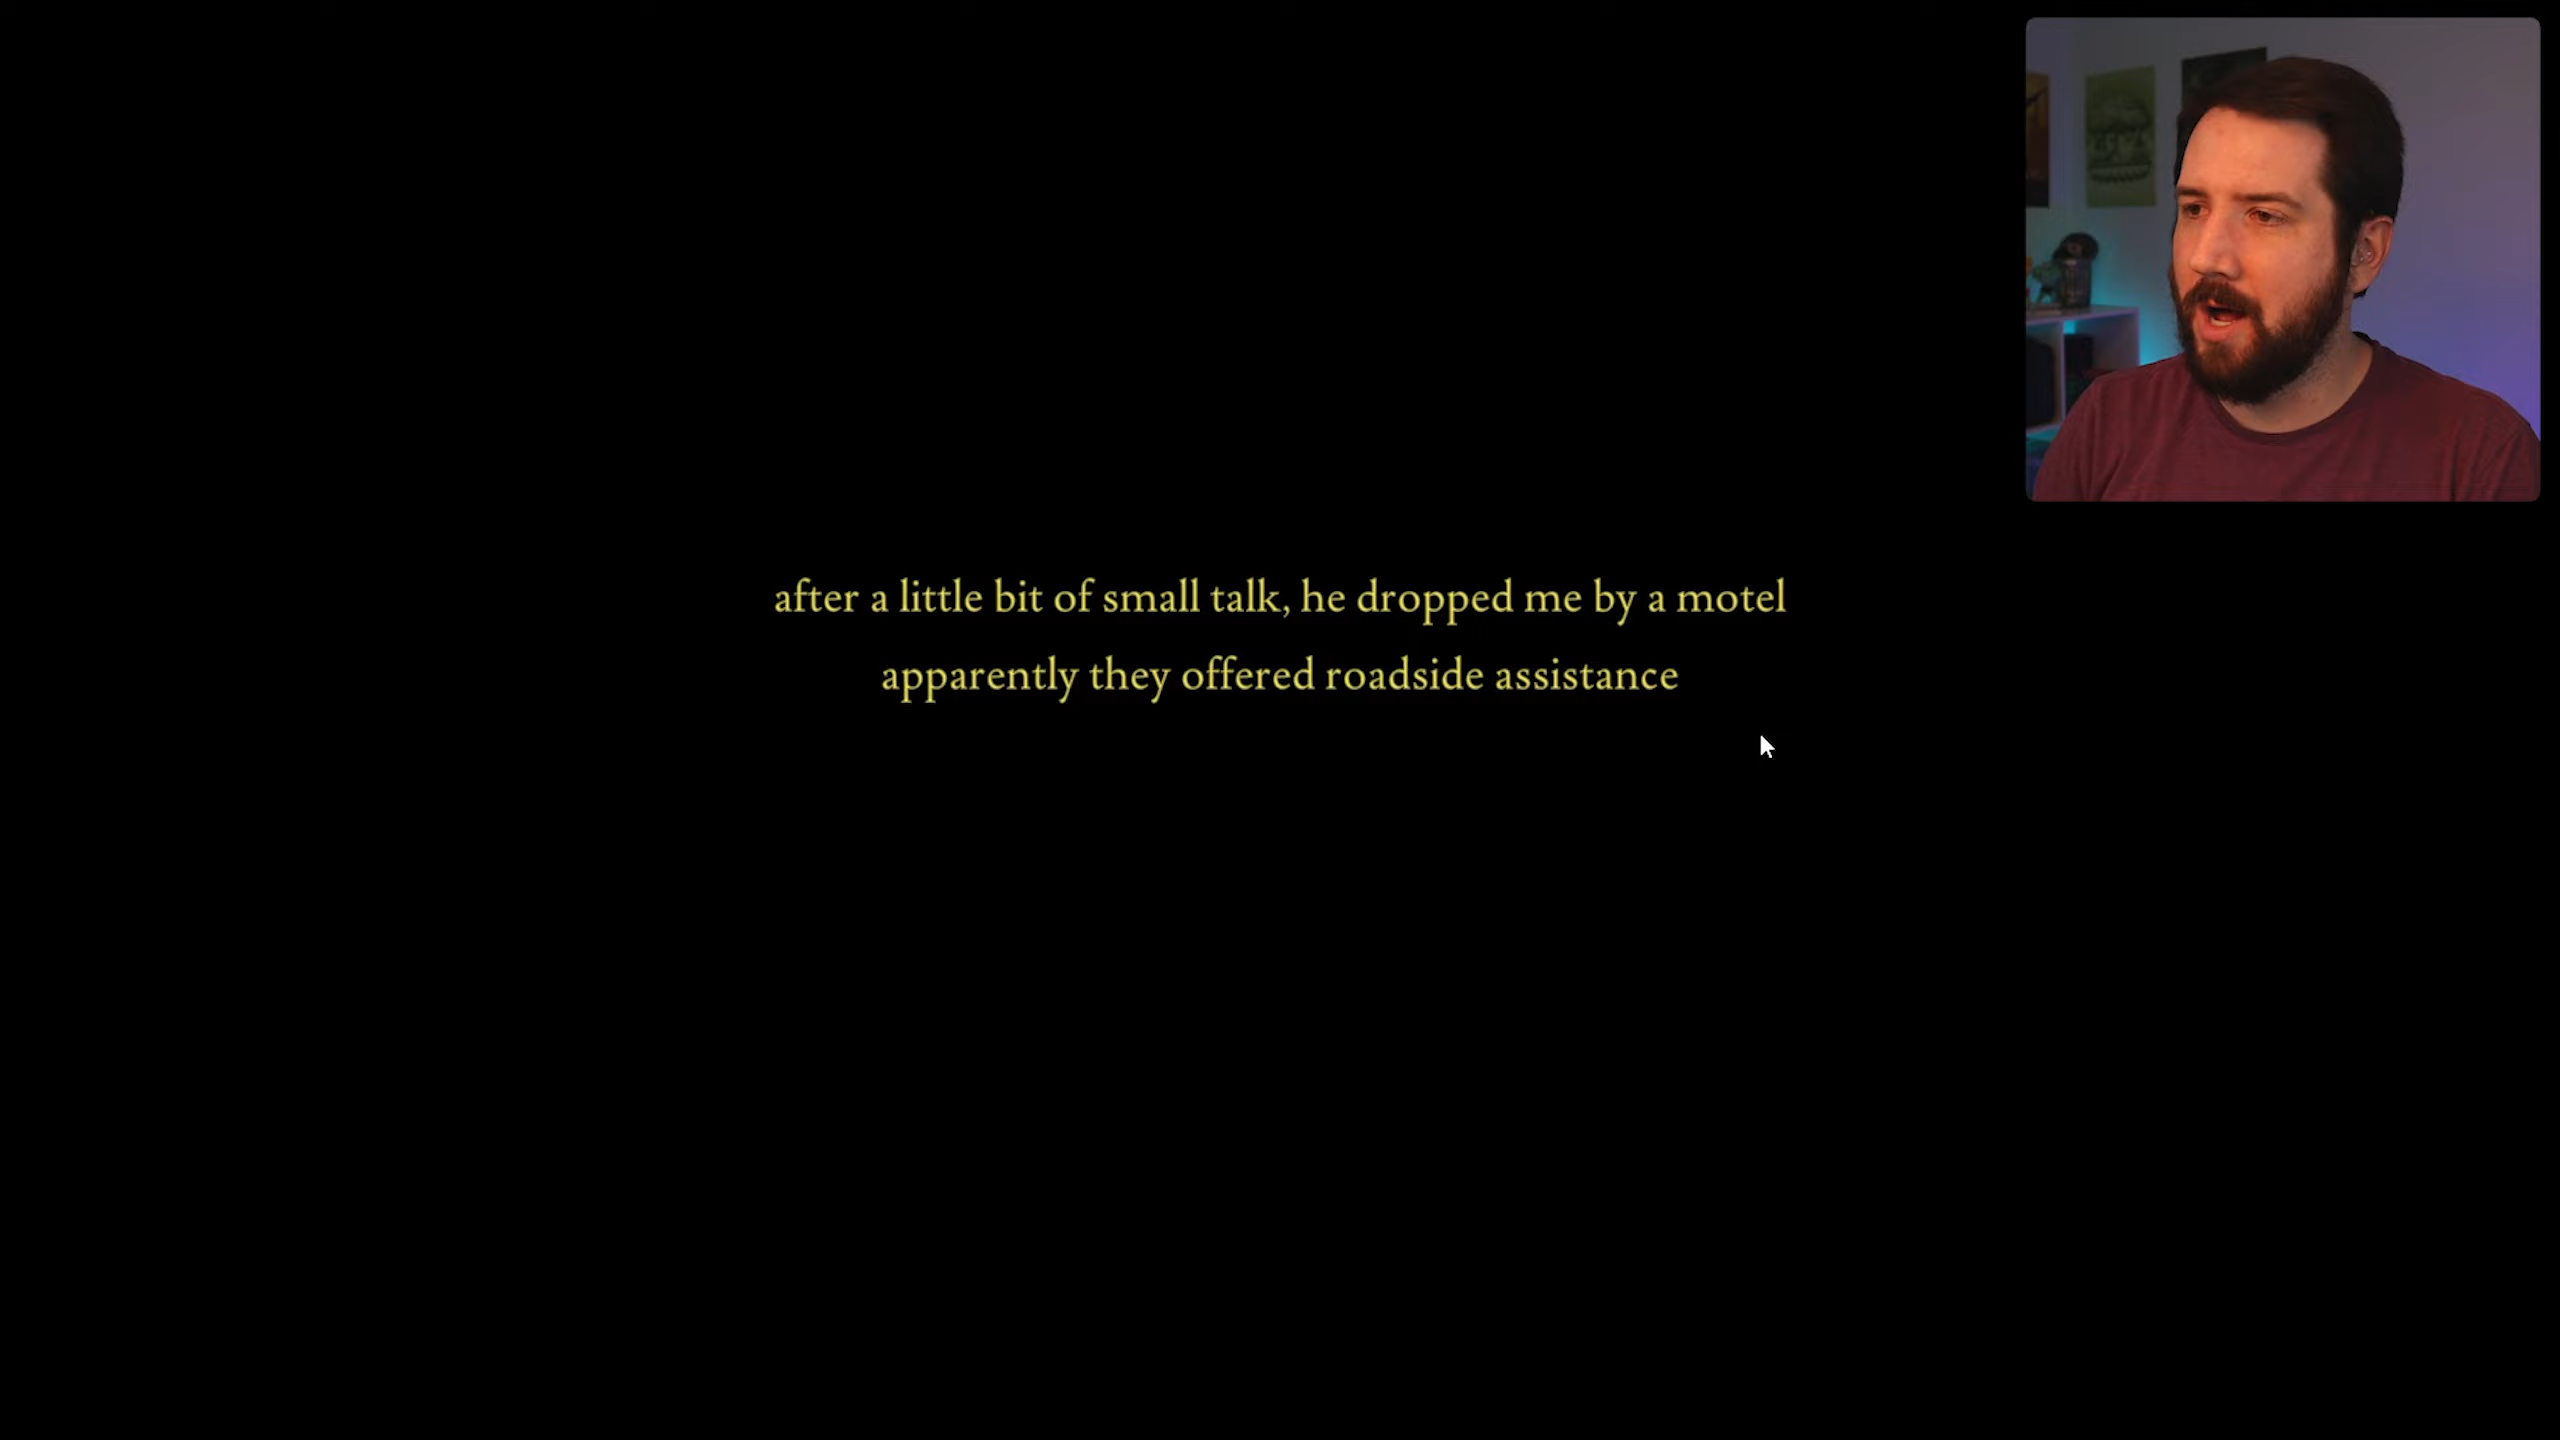 after a little bit of small talk, he dropped me by a motel
apparently they offered roadside assistance